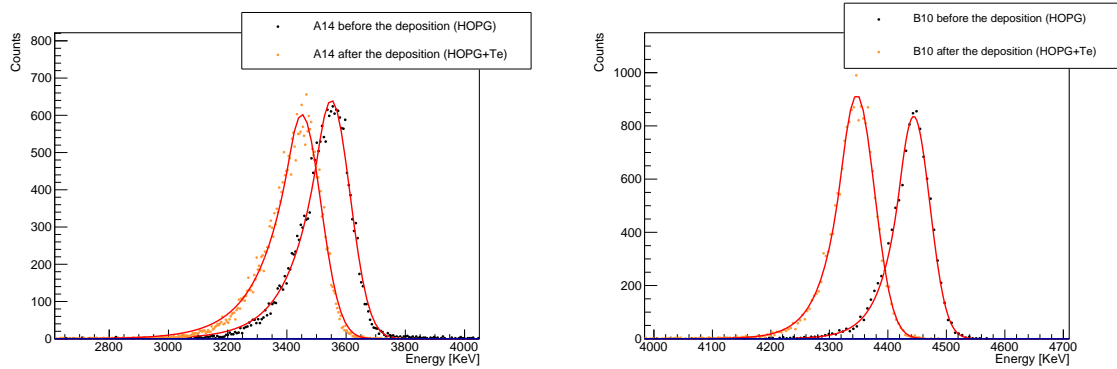 A14 before the deposition (HOPG)
A14 after the deposition (HOPG+Te)
Counts
800
700
600
500
400
300
200
100
0
2800 3000 3200 3400 3600 3800 4000
Energy [KeV]
B10 before the deposition (HOPG)
B10 after the deposition (HOPG+Te)
Counts
1000
800
600
400
200
0
4000 4100 4200 4300 4400 4500 4600 4700
Energy [KeV]